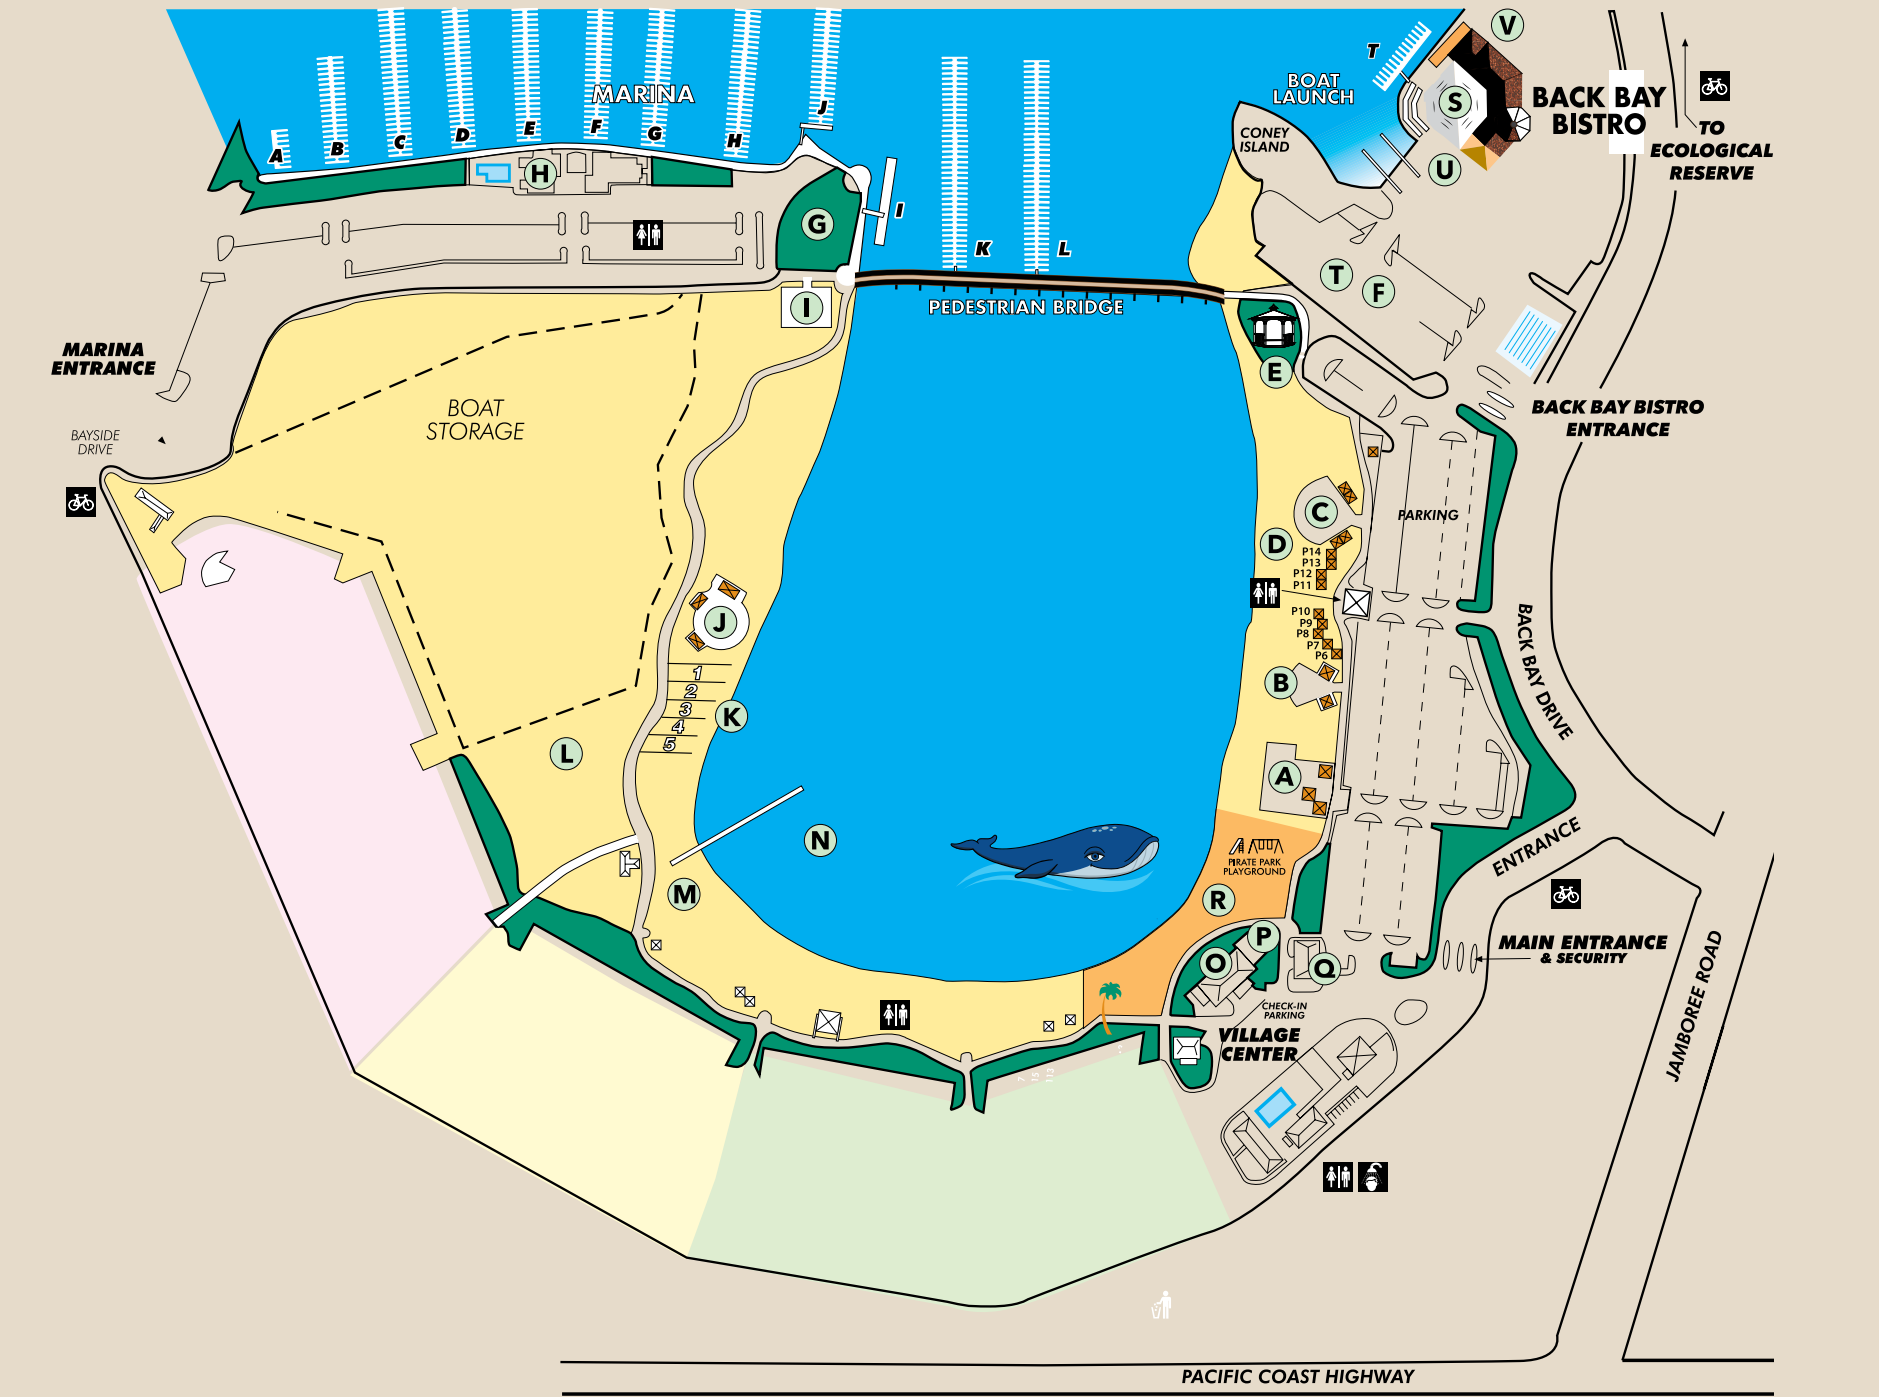 V
T
BOAT
LAUNCH
MARINA
BACK BAY
BISTRO
S
J
A
B
C
D
E
F
G
H
TO
ECOLOGICAL
RESERVE
CONEY
ISLAND
U
H
G
I
K
L
T
F
I
PEDESTRIAN BRIDGE
E
MARINA
ENTRANCE
BOAT
STORAGE
BAYSIDE
DRIVE
BACK BAY BISTRO
ENTRANCE
C
PARKING
D
P14
P13
P12
P11
P10
P9
P8
P7
P6
B
J
1
2
3
4
5
K
L
BACK BAY DRIVE
A
N
M
PIRATE PARK
PLAYGROUND
R
ENTRANCE
P
O
Q
MAIN ENTRANCE
& SECURITY
CHECK-IN
PARKING
VILLAGE
CENTER
JAMBOREE ROAD
7
15
113
PACIFIC COAST HIGHWAY